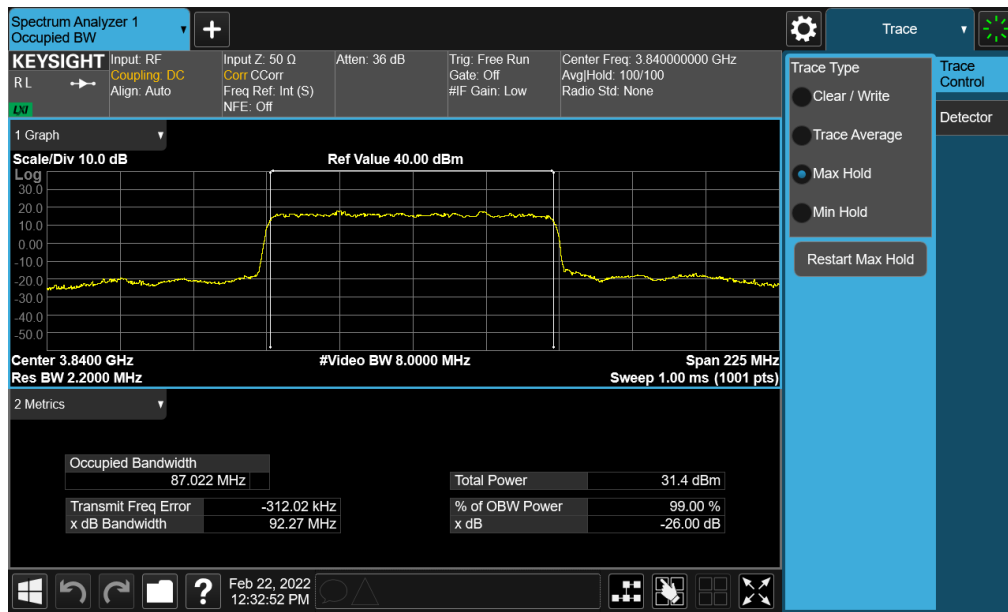 Spectrum Analyzer 1
Occupied BW
+
Trace
KEYSIGHT
R L
LXI
Input: RF
Coupling: DC
Align: Auto
Input Z: 50 Ω
Corr CCorr
Freq Ref: Int (S)
NFE: Off
Atten: 36 dB
Trig: Free Run
Gate: Off
#IF Gain: Low
Center Freq: 3.840000000 GHz
Avg|Hold: 100/100
Radio Std: None
Trace Type
Clear / Write
Trace Average
Max Hold
Min Hold
Restart Max Hold
Trace
Control
Detector
1 Graph
Scale/Div 10.0 dB
Ref Value 40.00 dBm
Log
30.0
20.0
10.0
0.00
-10.0
-20.0
-30.0
-40.0
-50.0
Center 3.8400 GHz
#Video BW 8.0000 MHz
Span 225 MHz
Res BW 2.2000 MHz
Sweep 1.00 ms (1001 pts)
2 Metrics
Occupied Bandwidth
87.022 MHz
Total Power 31.4 dBm
Transmit Freq Error -312.02 kHz
% of OBW Power 99.00 %
x dB Bandwidth 92.27 MHz
x dB -26.00 dB
?
Feb 22, 2022
12:32:52 PM